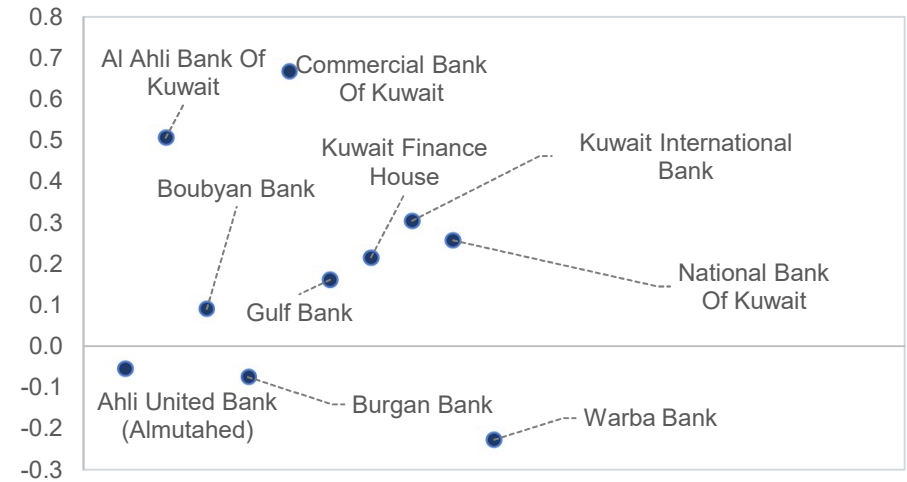 0.8
0.7
0.6
0.5
0.4
0.3
0.2
0.1
0.0
-0.1
-0.2
-0.3
Al Ahli Bank Of
Kuwait
Commercial Bank
Of Kuwait
Kuwait Finance
House
Kuwait International
Bank
Boubyan Bank
National Bank
Of Kuwait
Gulf Bank
Ahli United Bank
(Almutahed)
Burgan Bank
Warba Bank